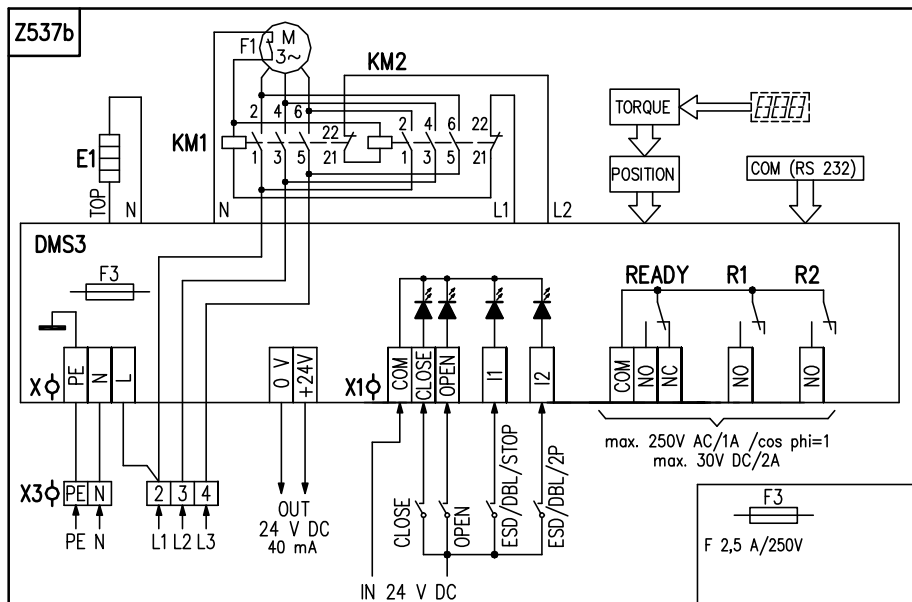 Z537b
M
3~
F1
KM2
KM1
2 4 6
1 3 5
22
21
2 4 6
1 3 5
22
21
E1
TOP
N
N
L1
L2
TORQUE
POSITION
COM (RS 232)
DMS3
F3
READY
R1
R2
X
PE
N
L
0 V
+24V
X1
COM
CLOSE
OPEN
I1
I2
COM
NO
NC
NO
NO
max. 250V AC/1A /cos phi=1
max. 30V DC/2A
X3
PE
N
2
3
4
PE N
L1 L2 L3
OUT
24 V DC
40 mA
CLOSE
OPEN
ESD/DBL/STOP
ESD/DBL/2P
IN 24 V DC
F3
F 2,5 A/250V